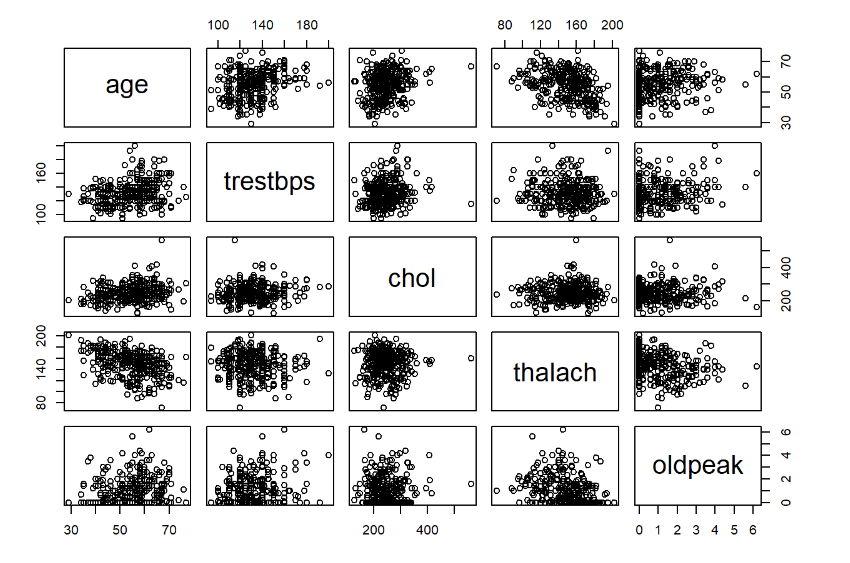 100 140 180 80 120 160 200
age 30 50 70
100 160 trestbps
chol 200 400
80 140 200 thalach
oldpeak 0 2 4 6
30 50 70 200 400 0 1 2 3 4 5 6